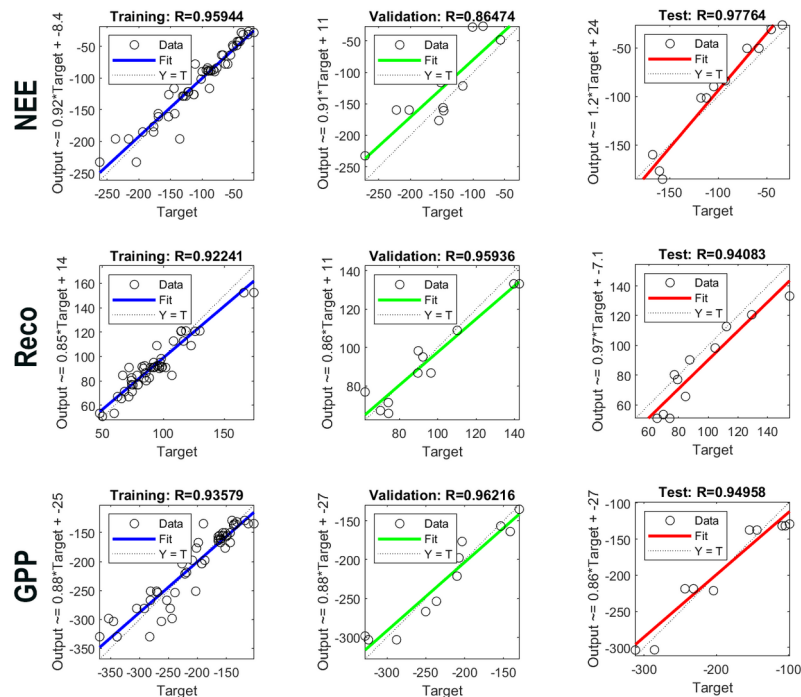 NEE
Training: R=0.95944
Output ~= 0.92*Target + -8.4
-50
-100
-150
-200
-250
Data
Fit
Y = T
-250 -200 -150 -100 -50
Target
Validation: R=0.86474
Output ~= 0.91*Target + 11
-50
-100
-150
-200
-250
Data
Fit
Y = T
-250 -200 -150 -100 -50
Target
Test: R=0.97764
Output ~= 1.2*Target + 24
-50
-100
-150
Data
Fit
Y = T
-150 -100 -50
Target
Reco
Training: R=0.92241
Output ~= 0.85*Target + 14
160
140
120
100
80
60
Data
Fit
Y = T
50 100 150
Target
Validation: R=0.95936
Output ~= 0.86*Target + 11
140
120
100
80
Data
Fit
Y = T
80 100 120 140
Target
Test: R=0.94083
Output ~= 0.97*Target + -7.1
140
120
100
80
60
Data
Fit
Y = T
60 80 100 120 140
Target
GPP
Training: R=0.93579
Output ~= 0.88*Target + -25
-150
-200
-250
-300
-350
Data
Fit
Y = T
-350 -300 -250 -200 -150
Target
Validation: R=0.96216
Output ~= 0.88*Target + -27
-150
-200
-250
-300
Data
Fit
Y = T
-300 -250 -200 -150
Target
Test: R=0.94958
Output ~= 0.86*Target + -27
-100
-150
-200
-250
-300
Data
Fit
Y = T
-300 -200 -100
Target